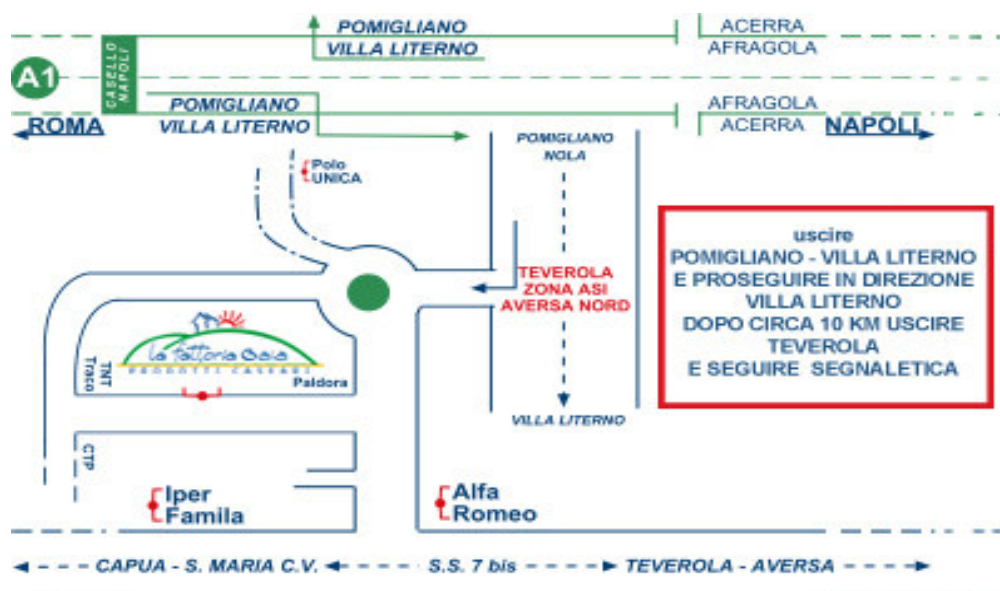 POMIGLIANO
VILLA LITERNO
ACERRA
AFRAGOLA
A1
CASELLO
NAPOLI
POMIGLIANO
VILLA LITERNO
AFRAGOLA
ACERRA
ROMA
NAPOLI
POMIGLIANO
NOLA
Polo
UNICA
TEVEROLA
ZONA ASI
AVERSA NORD
uscire
POMIGLIANO - VILLA LITERNO
E PROSEGUIRE IN DIREZIONE
VILLA LITERNO
DOPO CIRCA 10 KM USCIRE
TEVEROLA
E SEGUIRE SEGNALETICA
la fattoria Gaia
PRODOTTI CASEARI
TNT
Traco
Paldora
VILLA LITERNO
CTP
Iper
Famila
Alfa
Romeo
CAPUA - S. MARIA C.V.
S.S. 7 bis
TEVEROLA - AVERSA